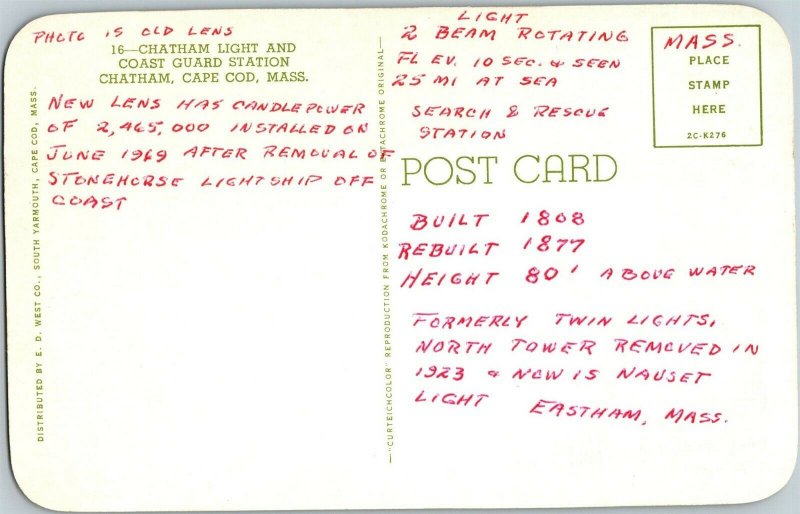 PHOTO IS OLD LENS
16—CHATHAM LIGHT AND
COAST GUARD STATION
CHATHAM, CAPE COD, MASS.
NEW LENS HAS CANDLEPOWER
OF 2,465,000 INSTALLED ON
JUNE 1969 AFTER REMOVAL OF
STONEHORSE LIGHTSHIP OFF
COAST
DISTRIBUTED BY E. D. WEST CO., SOUTH YARMOUTH, CAPE COD, MASS.
—"CURTEICHCOLOR" REPRODUCTION FROM KODACHROME OR EKTACHROME ORIGINAL—
LIGHT
2 BEAM ROTATING
FL EV. 10 SEC. & SEEN
25 MI AT SEA
SEARCH & RESCUE
STATION
MASS.
PLACE
STAMP
HERE
2C-K276
POST CARD
BUILT 1808
REBUILT 1877
HEIGHT 80' ABOVE WATER
FORMERLY TWIN LIGHTS,
NORTH TOWER REMOVED IN
1923 & NOW IS NAUSET
LIGHT EASTHAM, MASS.